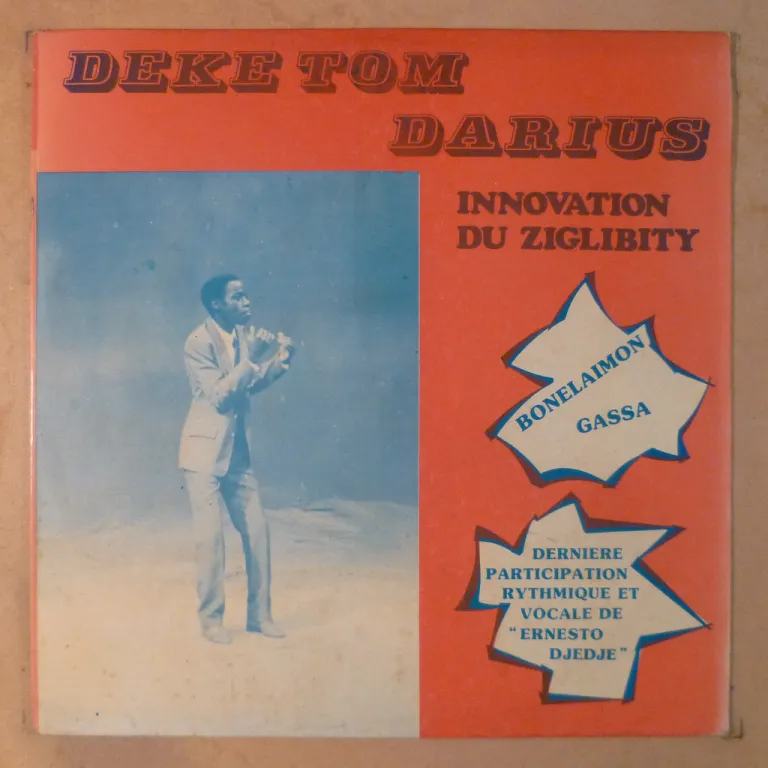 DEKE TOM
DARIUS
INNOVATION
DU ZIGLIBITY
BONELAIMON
GASSA
DERNIERE
PARTICIPATION
RYTHMIQUE ET
VOCALE DE
"ERNESTO
DJEDJE"